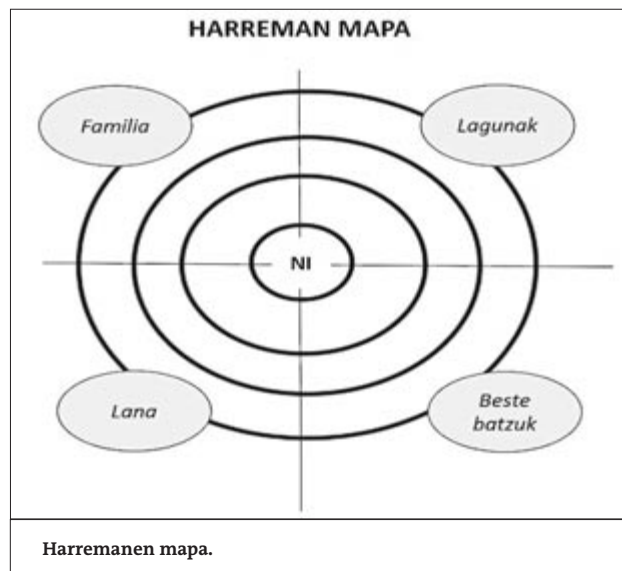 HARREMAN MAPA
Familia
Lagunak
NI
Lana
Beste
batzuk
Harremanen mapa.